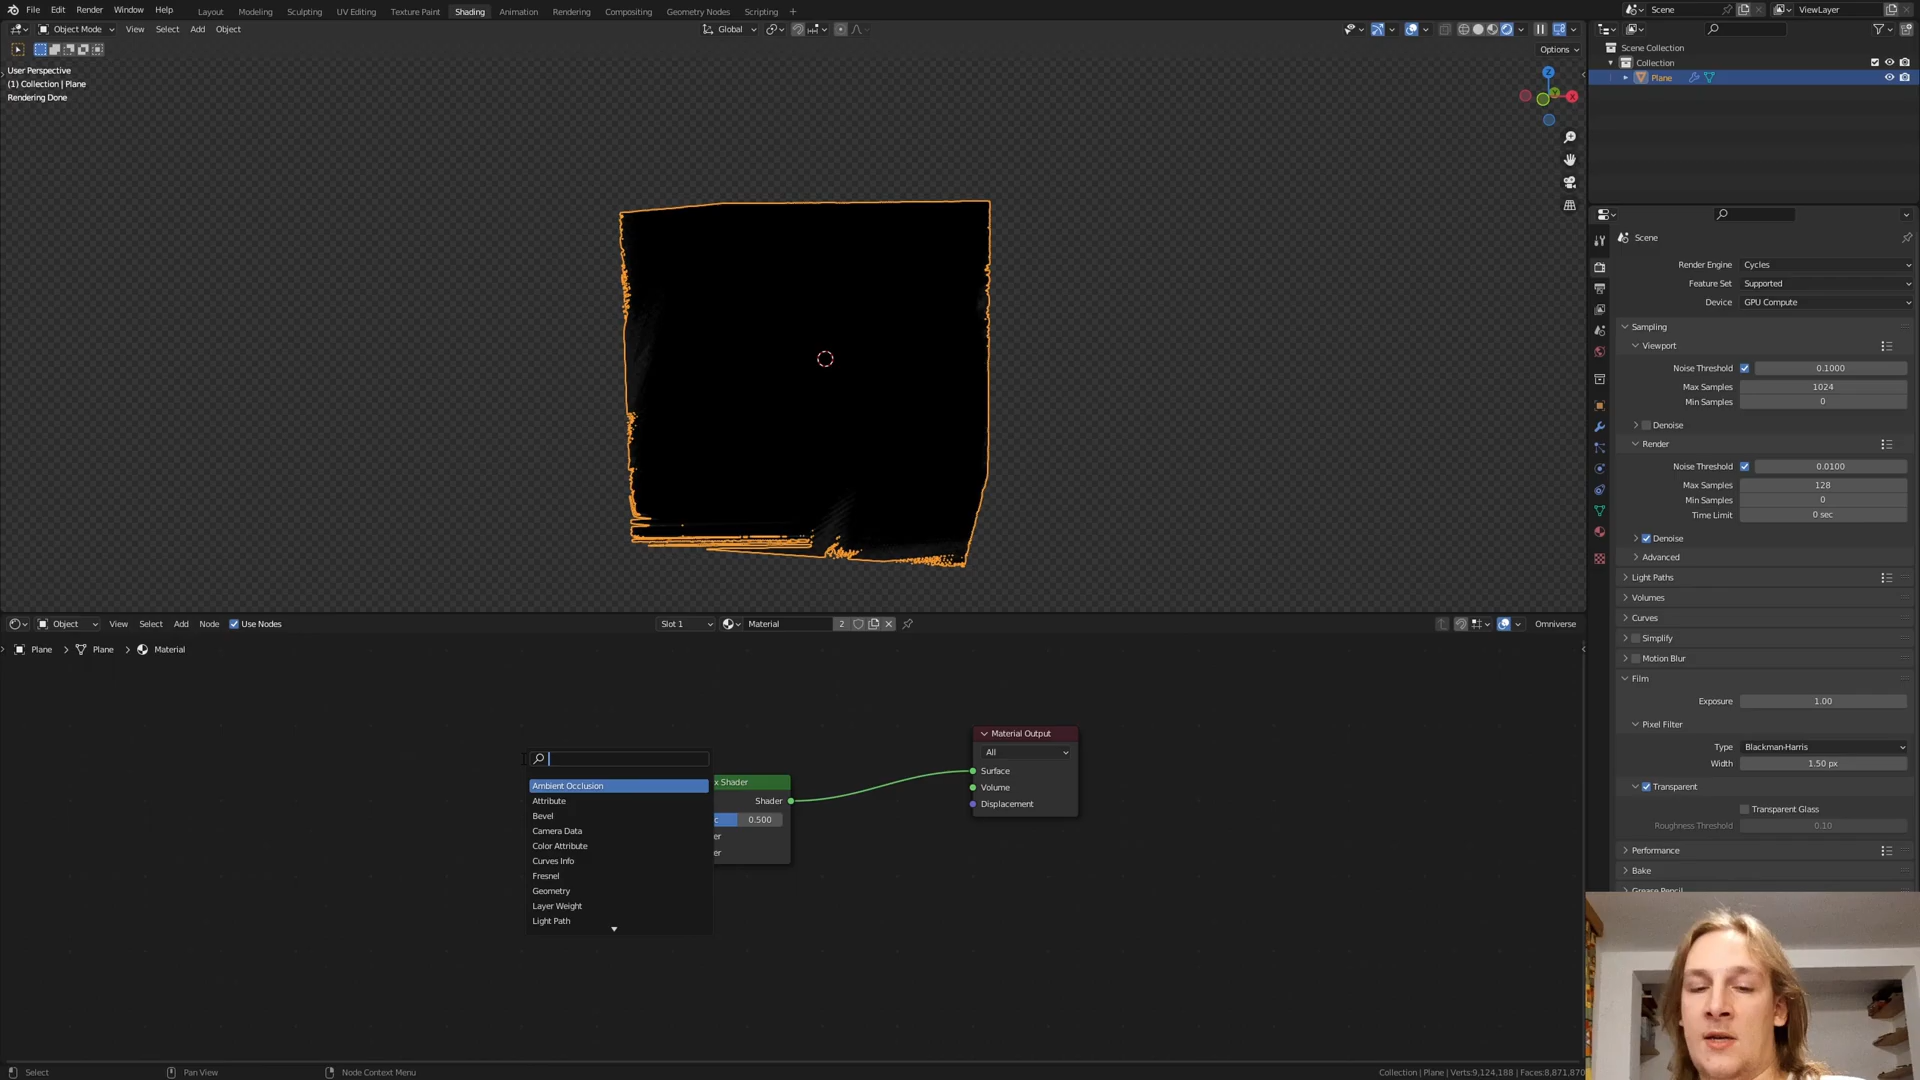 File Edit Render Window Help Layout Modeling Sculpting UV Editing Texture Paint Shading Animation Rendering Compositing Geometry Nodes Scripting + Scene ViewLayer
Object Mode View Select Add Object Global
Options
User Perspective
(1) Collection | Plane
Rendering Done
Z
Y
X
Scene Collection
Collection
Plane
Scene
Render Engine Cycles
Feature Set Supported
Device GPU Compute
Sampling
Viewport
Noise Threshold 0.1000
Max Samples 1024
Min Samples 0
Denoise
Render
Noise Threshold 0.0100
Max Samples 128
Min Samples 0
Time Limit 0 sec
Denoise
Advanced
Light Paths
Volumes
Curves
Simplify
Motion Blur
Film
Exposure 1.00
Pixel Filter
Type Blackman-Harris
Width 1.50 px
Transparent
Transparent Glass
Roughness Threshold 0.10
Performance
Bake
Grease Pencil
Object View Select Add Node Use Nodes Slot 1 Material 2 Omniverse
Plane > Plane > Material
Ambient Occlusion
Attribute
Bevel
Camera Data
Color Attribute
Curves Info
Fresnel
Geometry
Layer Weight
Light Path
x Shader
Shader
c 0.500
er
er
Material Output
All
Surface
Volume
Displacement
Select Pan View Node Context Menu Collection | Plane | Verts:9,124,188 | Faces:8,871,870